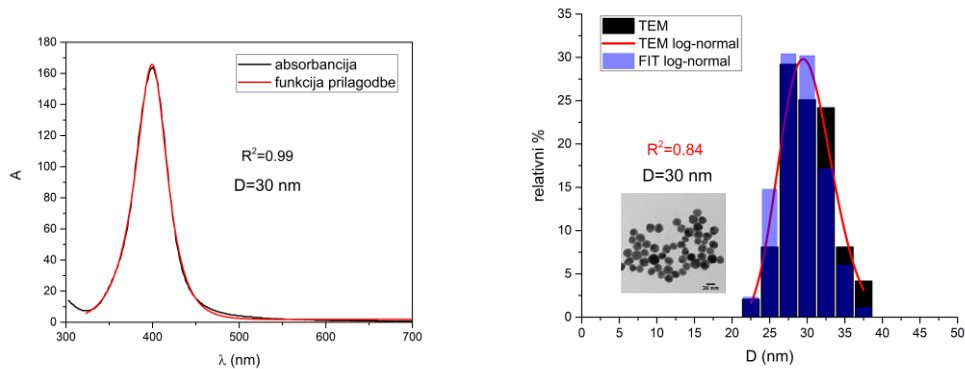 180
160
140
120
100
80
60
40
20
0
A
300
400
500
600
700
λ (nm)
absorbancija
funkcija prilagodbe
R²=0.99
D=30 nm
35
30
25
20
15
10
5
0
relativni %
0
5
10
15
20
25
30
35
40
45
50
D (nm)
TEM
TEM log-normal
FIT log-normal
R²=0.84
D=30 nm
20 nm